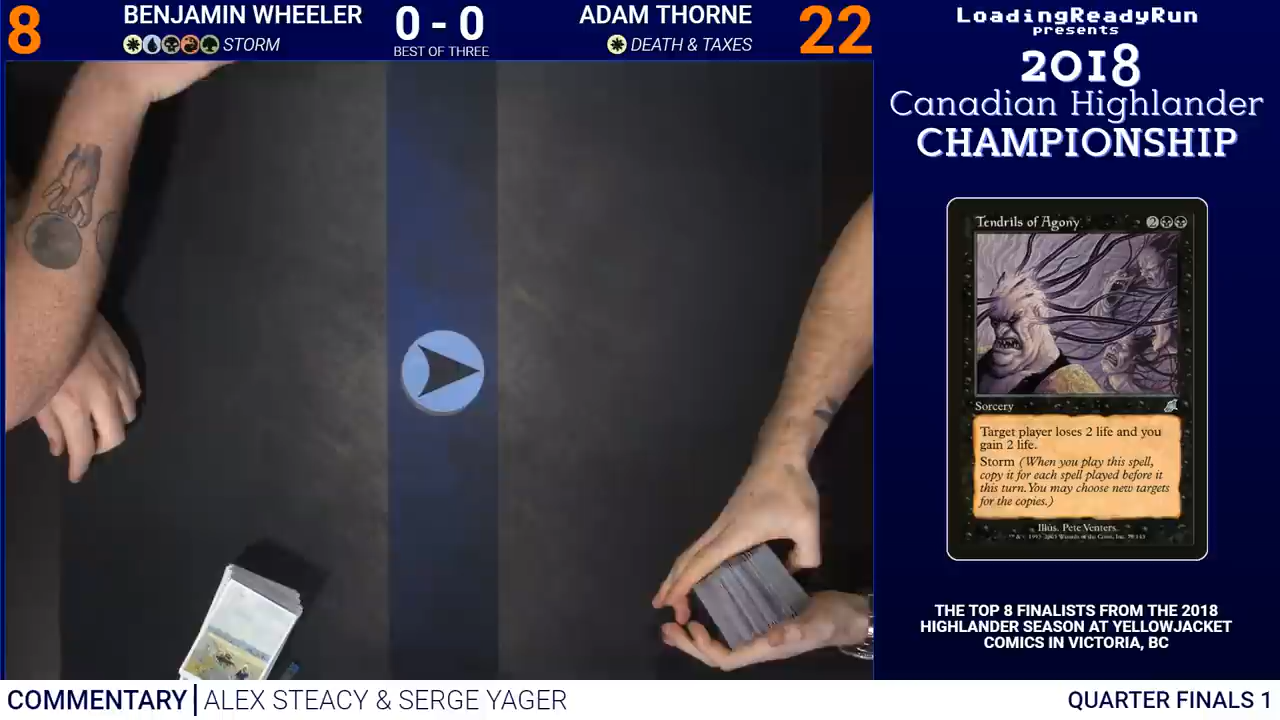 8
BENJAMIN WHEELER
STORM
0 - 0
BEST OF THREE
ADAM THORNE
DEATH & TAXES
22
LoadingReadyRun
presents
2018
Canadian Highlander
CHAMPIONSHIP
Tendrils of Agony
2
Sorcery
Target player loses 2 life and you
gain 2 life.
Storm (When you play this spell,
copy it for each spell played before it
this turn. You may choose new targets
for the copies.)
Illus. Pete Venters
THE TOP 8 FINALISTS FROM THE 2018
HIGHLANDER SEASON AT YELLOWJACKET
COMICS IN VICTORIA, BC
COMMENTARY | ALEX STEACY & SERGE YAGER
QUARTER FINALS 1